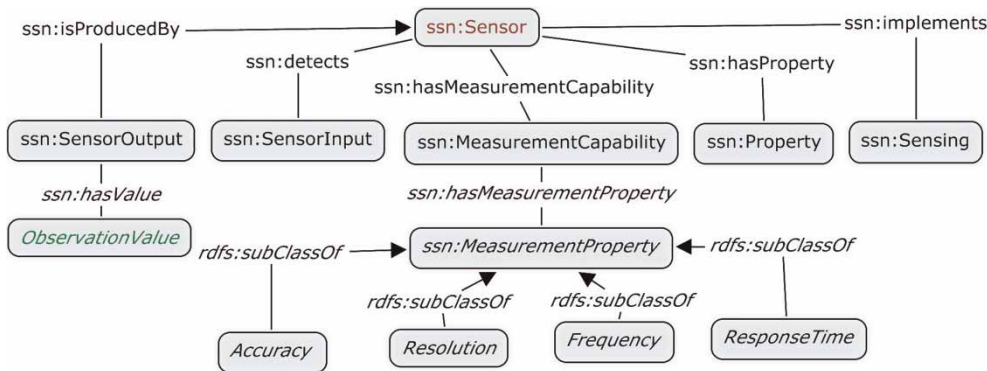 ssn:isProducedBy
ssn:Sensor
ssn:implements
ssn:detects
ssn:hasProperty
ssn:hasMeasurementCapability
ssn:SensorOutput
ssn:SensorInput
ssn:MeasurementCapability
ssn:Property
ssn:Sensing
ssn:hasValue
ssn:hasMeasurementProperty
ObservationValue
rdfs:subClassOf
ssn:MeasurementProperty
rdfs:subClassOf
rdfs:subClassOf
rdfs:subClassOf
Accuracy
Resolution
Frequency
ResponseTime